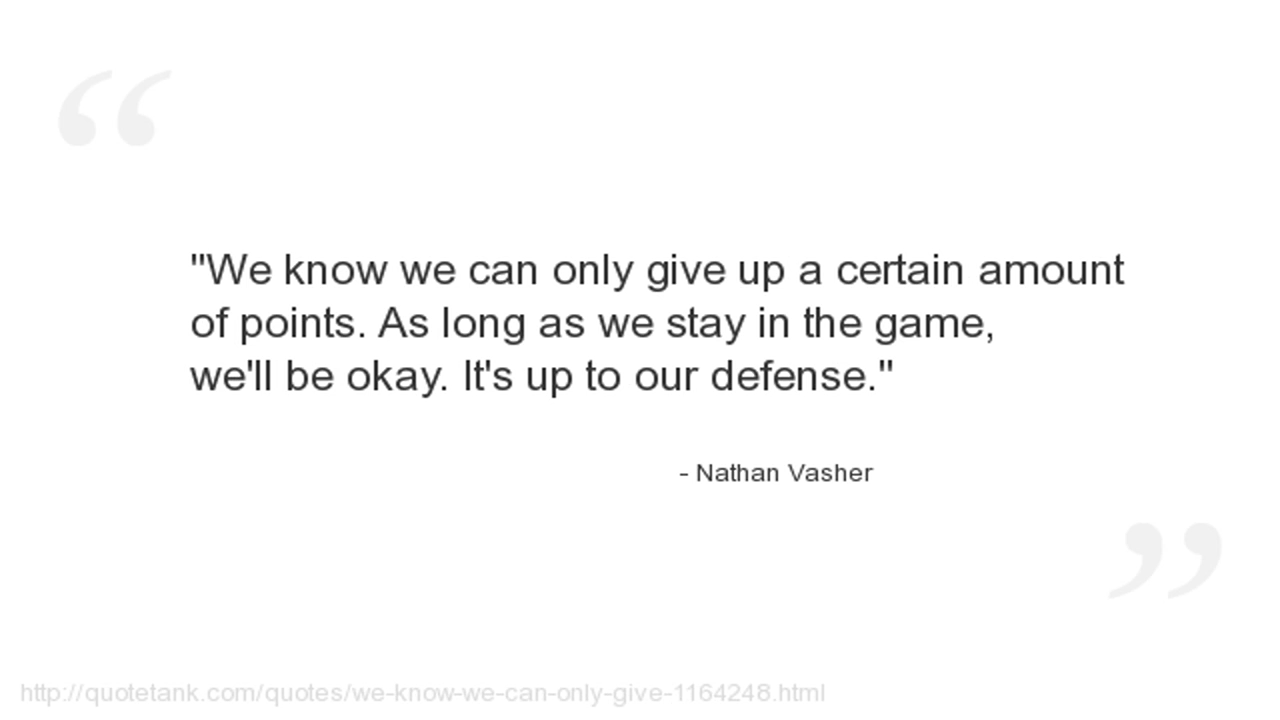 "We know we can only give up a certain amount
of points. As long as we stay in the game,
we'll be okay. It's up to our defense."
- Nathan Vasher
http://quotetank.com/quotes/we-know-we-can-only-give-1164248.html